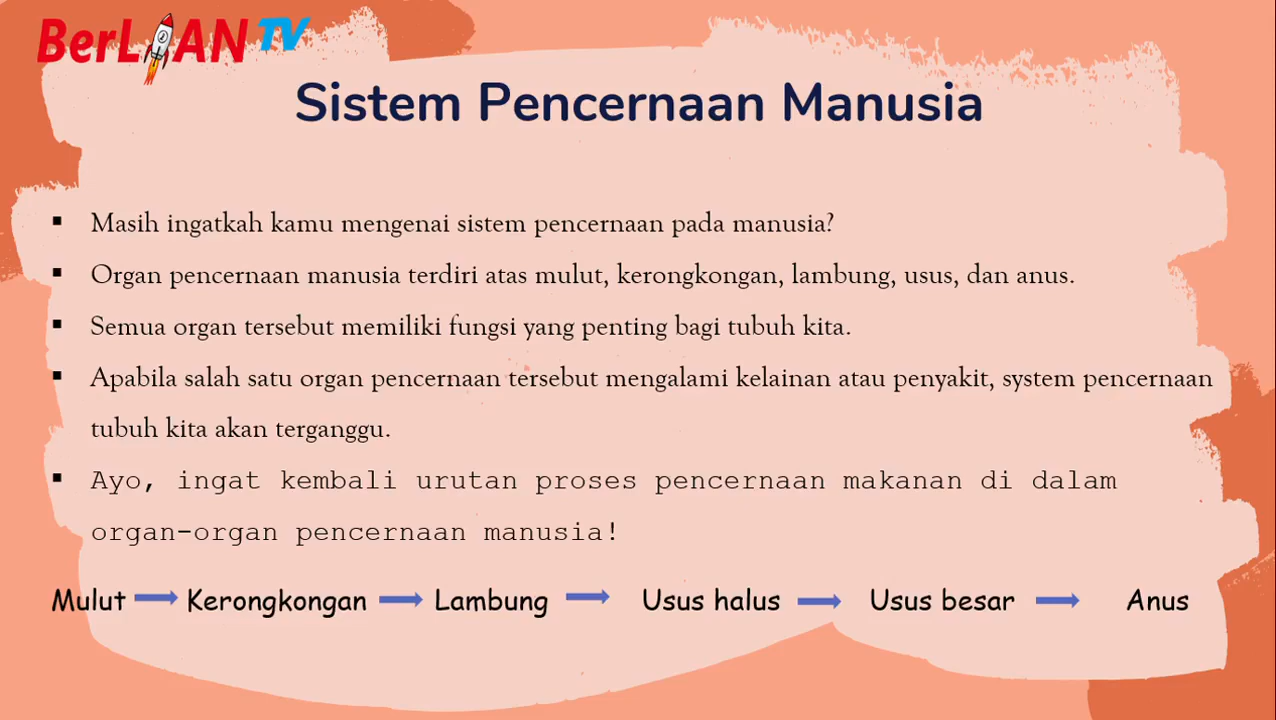 BerLIAN TV
Sistem Pencernaan Manusia
▪ Masih ingatkah kamu mengenai sistem pencernaan pada manusia?
▪ Organ pencernaan manusia terdiri atas mulut, kerongkongan, lambung, usus, dan anus.
▪ Semua organ tersebut memiliki fungsi yang penting bagi tubuh kita.
▪ Apabila salah satu organ pencernaan tersebut mengalami kelainan atau penyakit, system pencernaan
tubuh kita akan terganggu.
▪ Ayo, ingat kembali urutan proses pencernaan makanan di dalam
organ-organ pencernaan manusia!
Mulut → Kerongkongan → Lambung → Usus halus → Usus besar → Anus